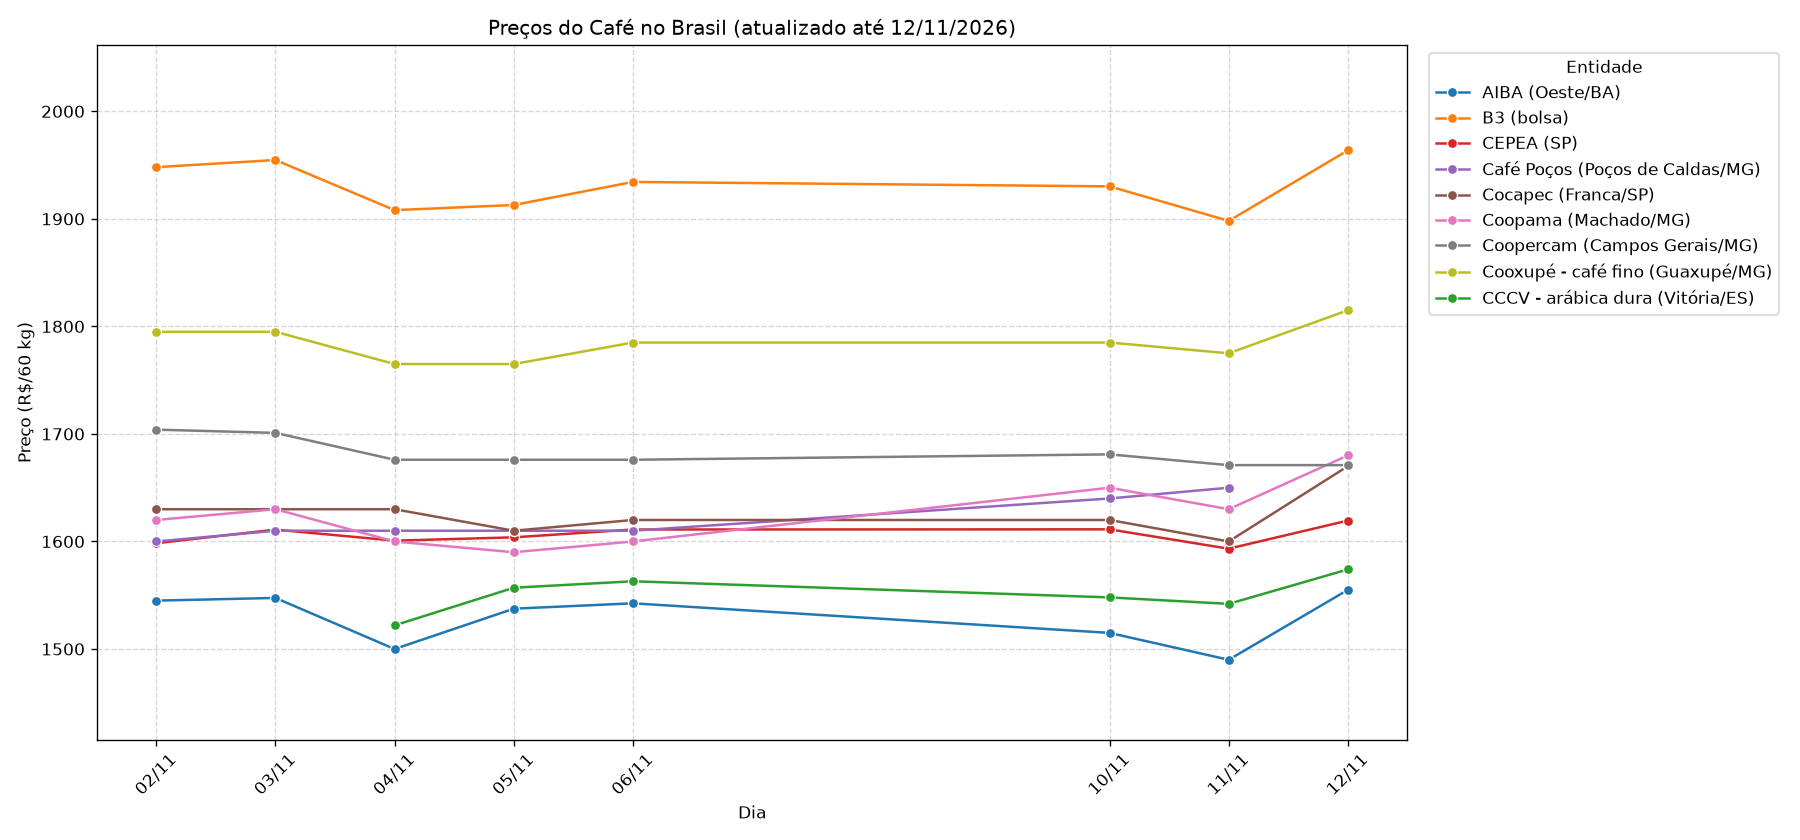 Preços do Café no Brasil (atualizado até 12/11/2026)
Preço (R$/60 kg)
2000
1900
1800
1700
1600
1500
02/11
03/11
04/11
05/11
06/11
10/11
11/11
12/11
Dia
Entidade
AIBA (Oeste/BA)
B3 (bolsa)
CEPEA (SP)
Café Poços (Poços de Caldas/MG)
Cocapec (Franca/SP)
Coopama (Machado/MG)
Coopercam (Campos Gerais/MG)
Cooxupé - café fino (Guaxupé/MG)
CCCV - arábica dura (Vitória/ES)